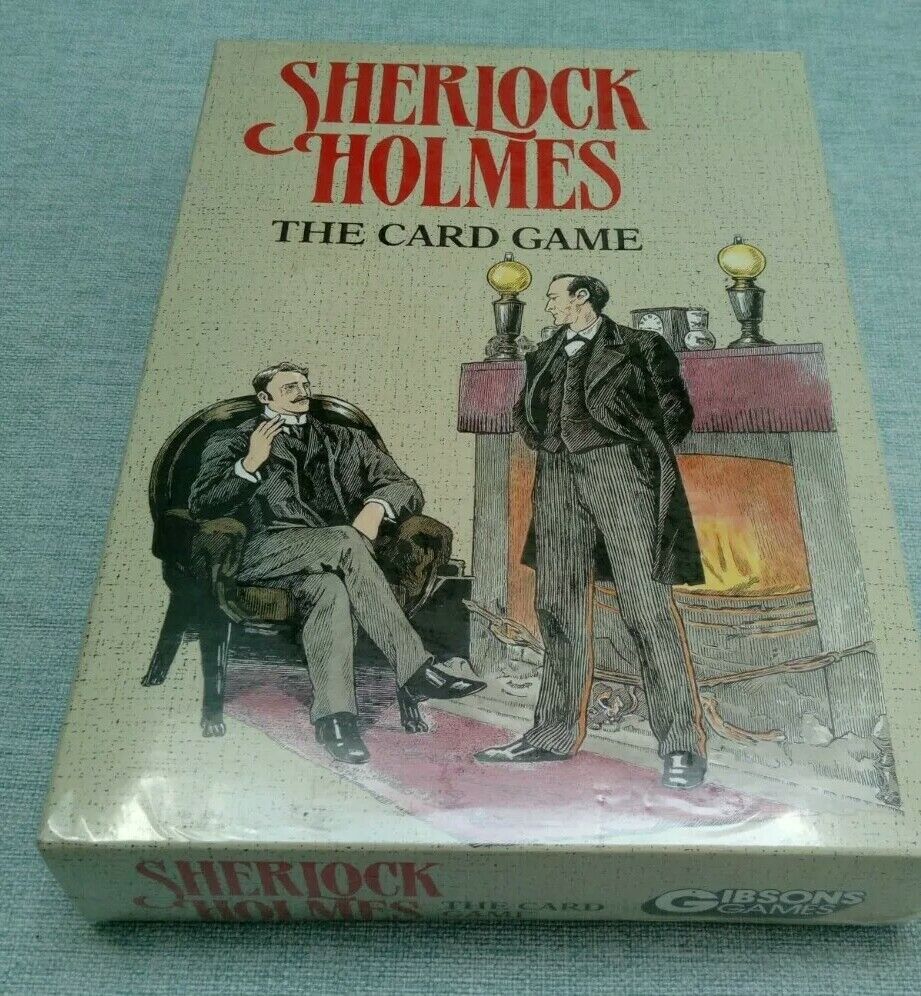 SHERLOCK
HOLMES
THE CARD GAME
SHERLOCK
HOLMES
THE CARD
GAME
GIBSONS
GAMES